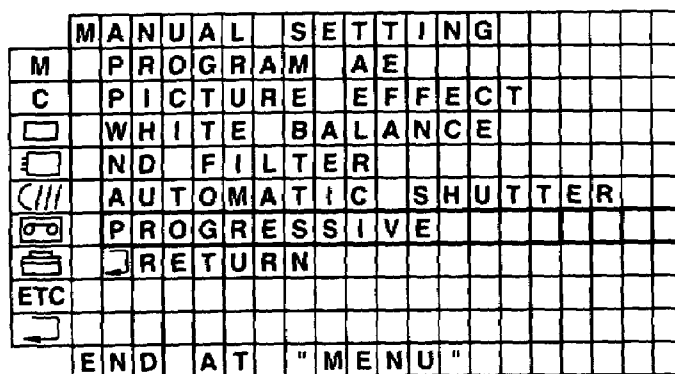 MANUAL SETTING
M PROGRAM AE
C PICTURE EFFECT
WHITE BALANCE
ND FILTER
AUTOMATIC SHUTTER
PROGRESSIVE
RETURN
ETC
END AT "MENU"